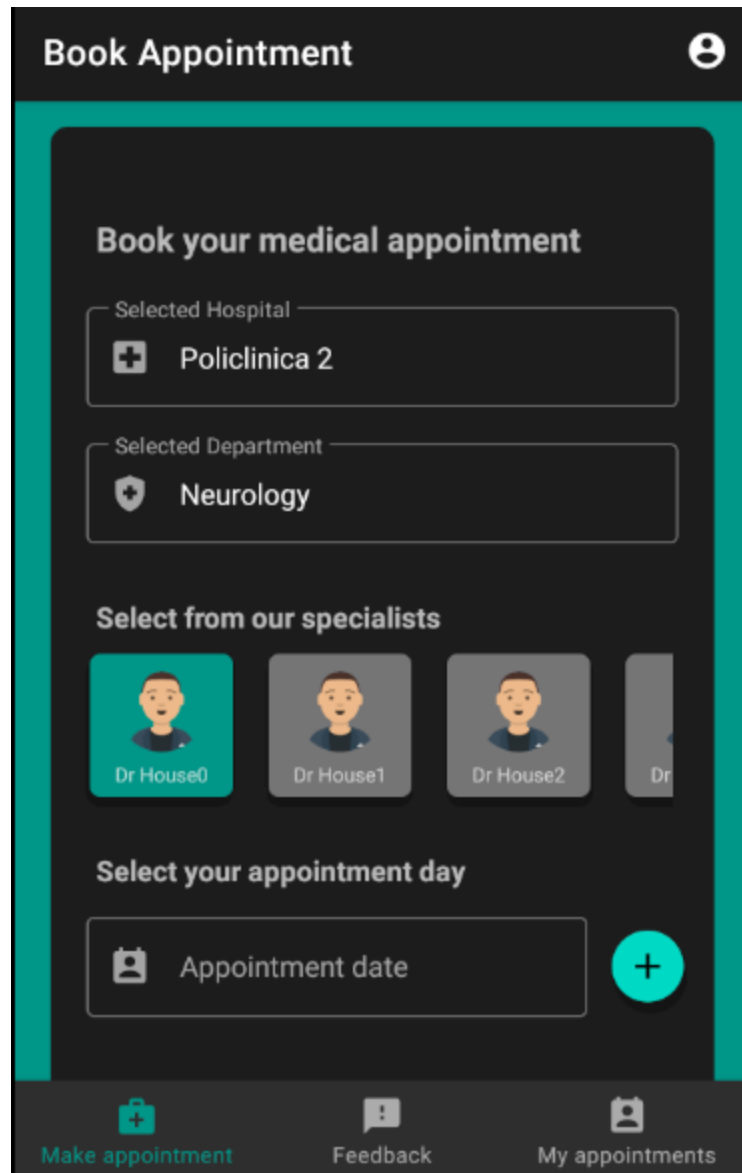 Book Appointment
Book your medical appointment
Selected Hospital
Policlinica 2
Selected Department
Neurology
Select from our specialists
Dr House0 Dr House1 Dr House2 Dr
Select your appointment day
Appointment date
Make appointment Feedback My appointments